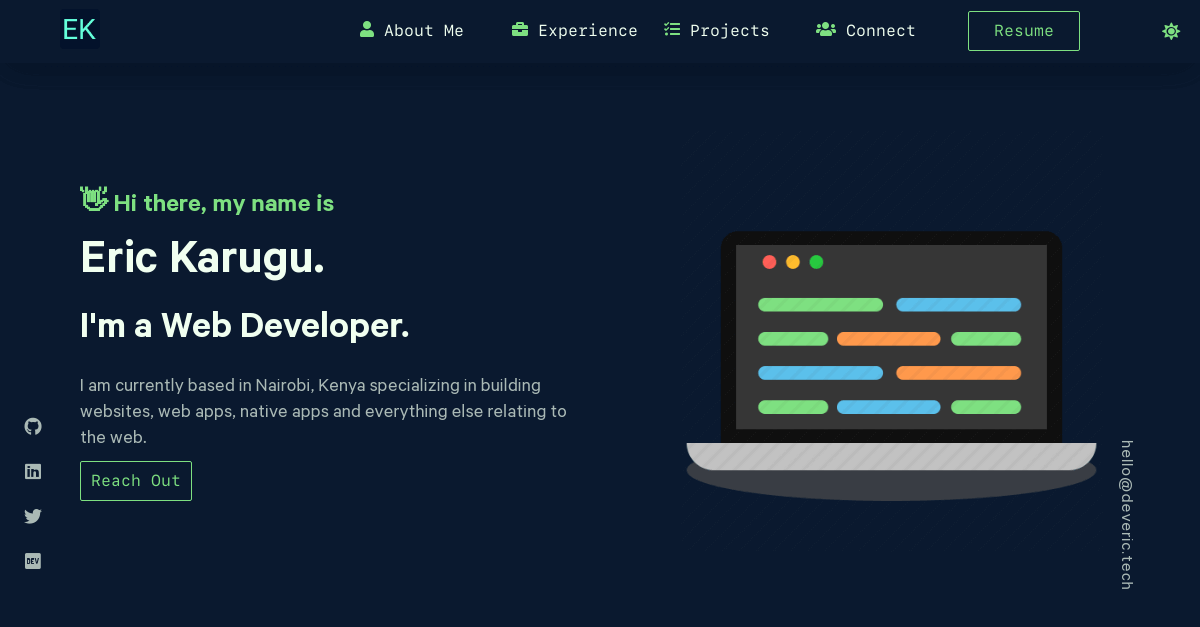 EK
About Me
Experience
Projects
Connect
Resume
Hi there, my name is
Eric Karugu.
I'm a Web Developer.
I am currently based in Nairobi, Kenya specializing in building
websites, web apps, native apps and everything else relating to
the web.
Reach Out
DEV
hello@deveric.tech